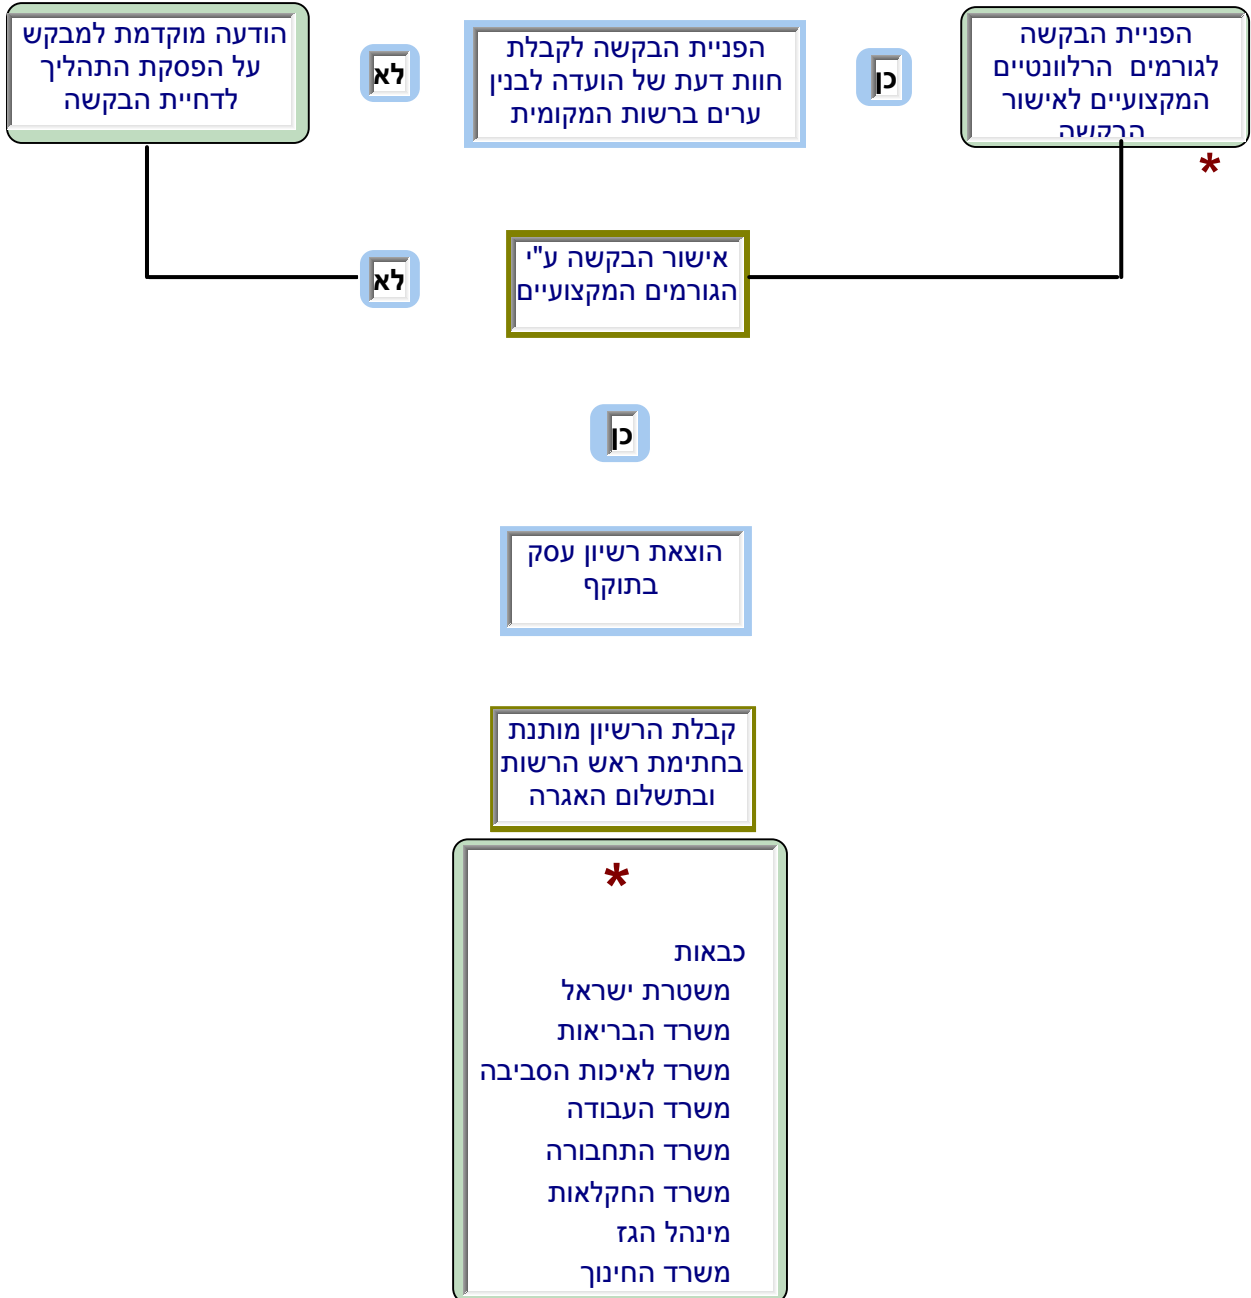 הפניית הבקשה
לגורמים הרלוונטיים
המקצועיים לאישור
הבקשה
*
כן
הפניית הבקשה לקבלת
חוות דעת של הועדה לבנין
ערים ברשות המקומית
לא
הודעה מוקדמת למבקש
על הפסקת התהליך
לדחיית הבקשה
אישור הבקשה ע"י
הגורמים המקצועיים
לא
כן
הוצאת רשיון עסק
בתוקף
קבלת הרשיון מותנת
בחתימת ראש הרשות
ובתשלום האגרה
*
כבאות
משטרת ישראל
משרד הבריאות
משרד לאיכות הסביבה
משרד העבודה
משרד התחבורה
משרד החקלאות
מינהל הגז
משרד החינוך